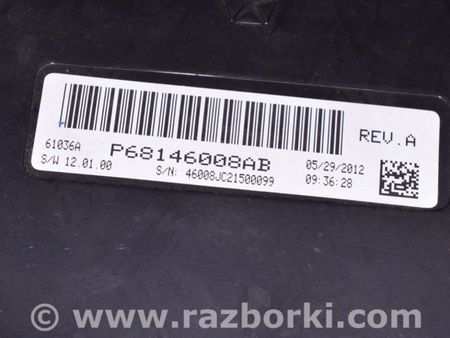 REV.A
61036A P68146008AB 05/29/2012
S/W 12.01.00 S/N: 46008JC21500099 09:36:28
© www.razborki.com